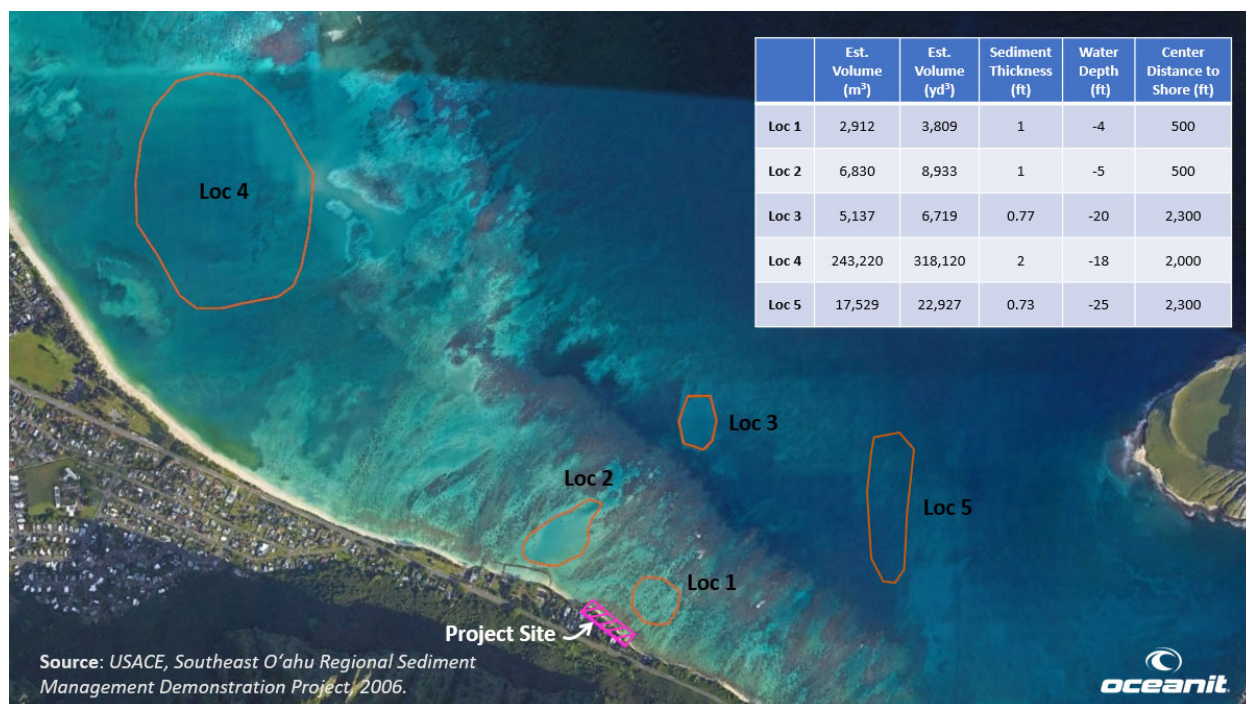 Est. Volume (m³) Est. Volume (yd³) Sediment Thickness (ft) Water Depth (ft) Center Distance to Shore (ft)
Loc 1 2,912 3,809 1 -4 500
Loc 2 6,830 8,933 1 -5 500
Loc 3 5,137 6,719 0.77 -20 2,300
Loc 4 243,220 318,120 2 -18 2,000
Loc 5 17,529 22,927 0.73 -25 2,300
Loc 4
Loc 3
Loc 2
Loc 5
Loc 1
Project Site
Source: USACE, Southeast Oʻahu Regional Sediment
Management Demonstration Project, 2006.
oceanit